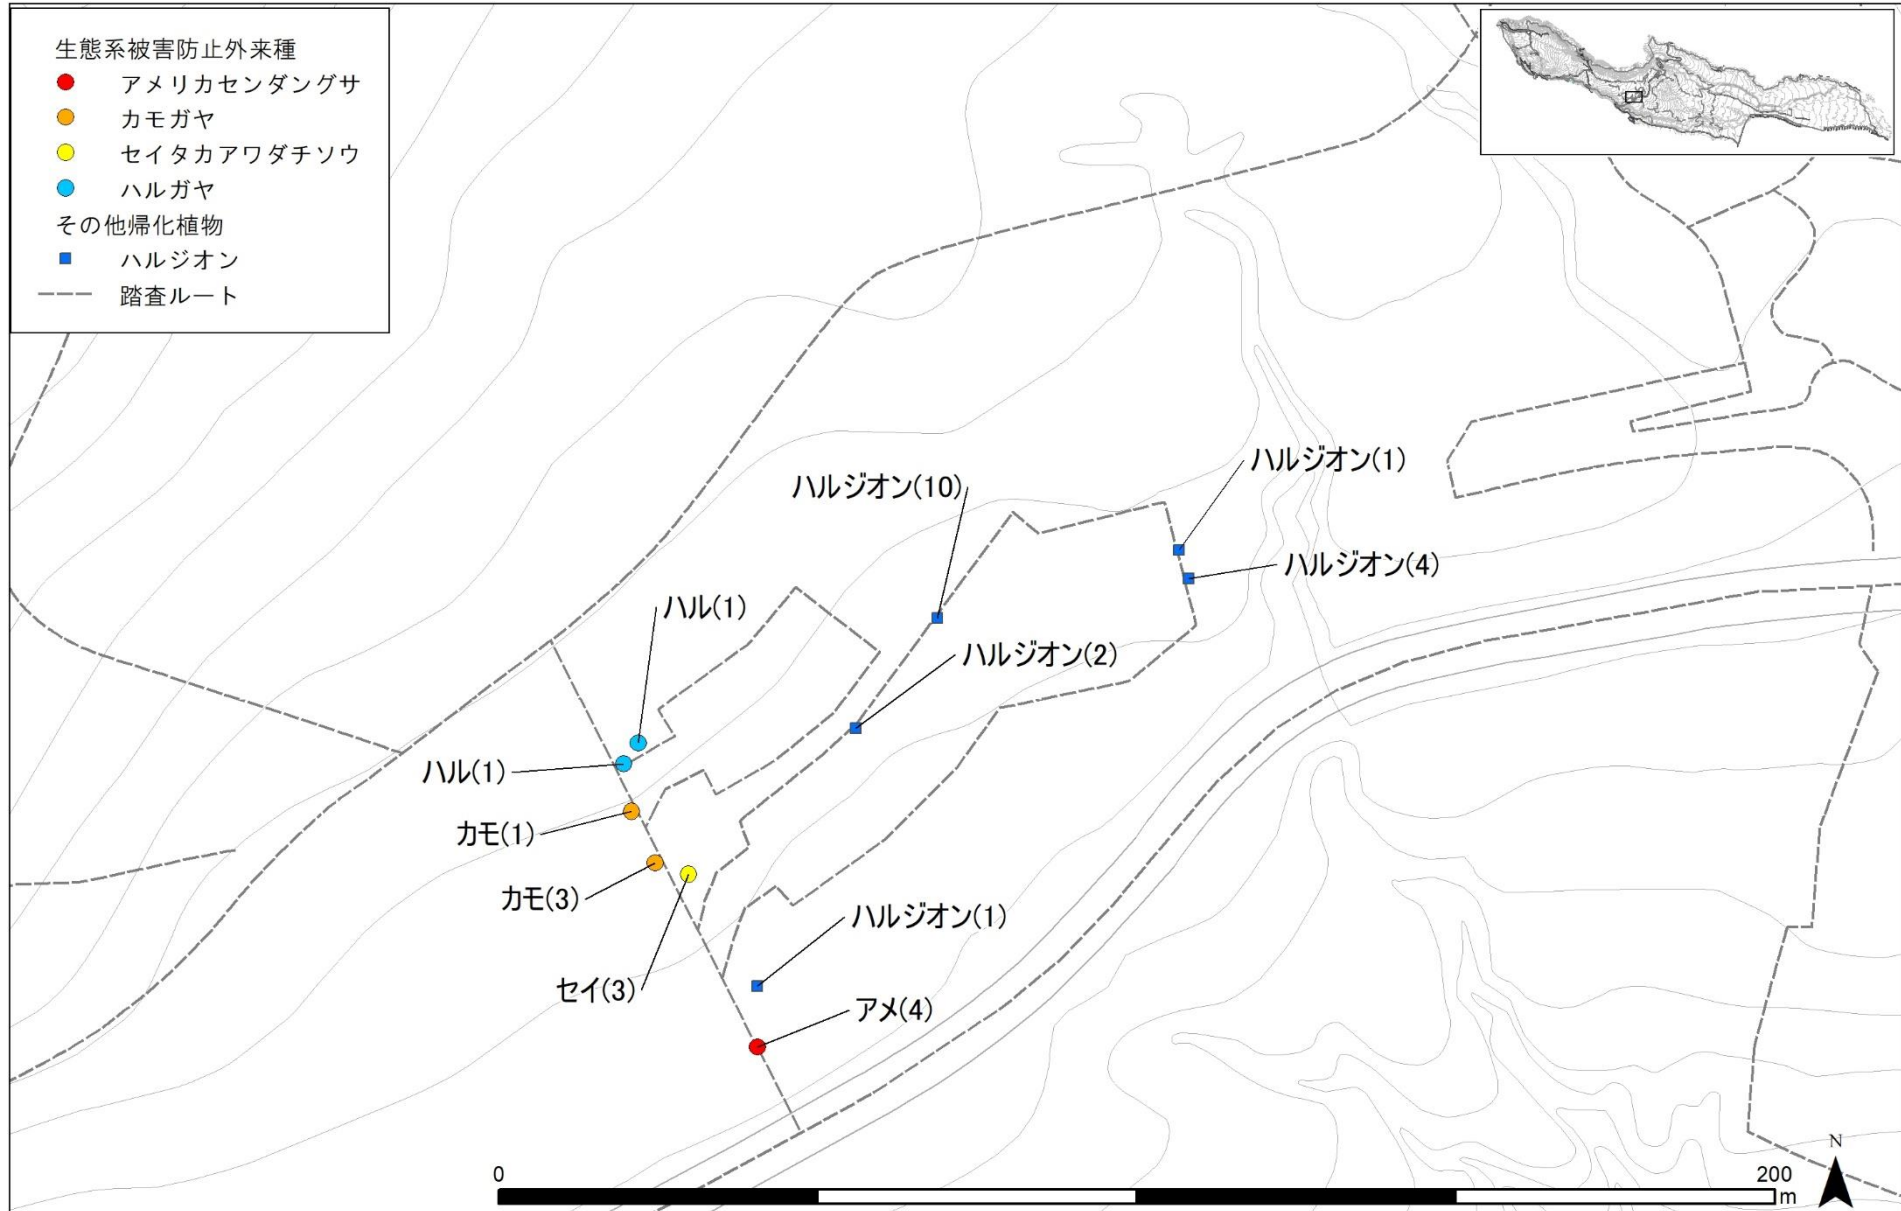 生態系被害防止外来種
アメリカセンダングサ
カモガヤ
セイタカアワダチソウ
ハルガヤ
その他帰化植物
ハルジオン
踏査ルート
ハルジオン(1)
ハルジオン(10)
ハルジオン(4)
ハル(1)
ハルジオン(2)
ハル(1)
カモ(1)
カモ(3)
ハルジオン(1)
セイ(3)
アメ(4)
N
0
200
m